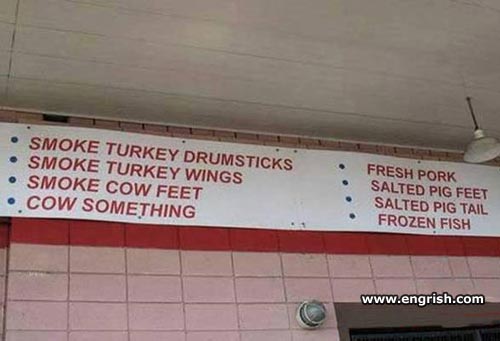 SMOKE TURKEY DRUMSTICKS
SMOKE TURKEY WINGS
SMOKE COW FEET
COW SOMETHING
FRESH PORK
SALTED PIG FEET
SALTED PIG TAIL
FROZEN FISH
www.engrish.com